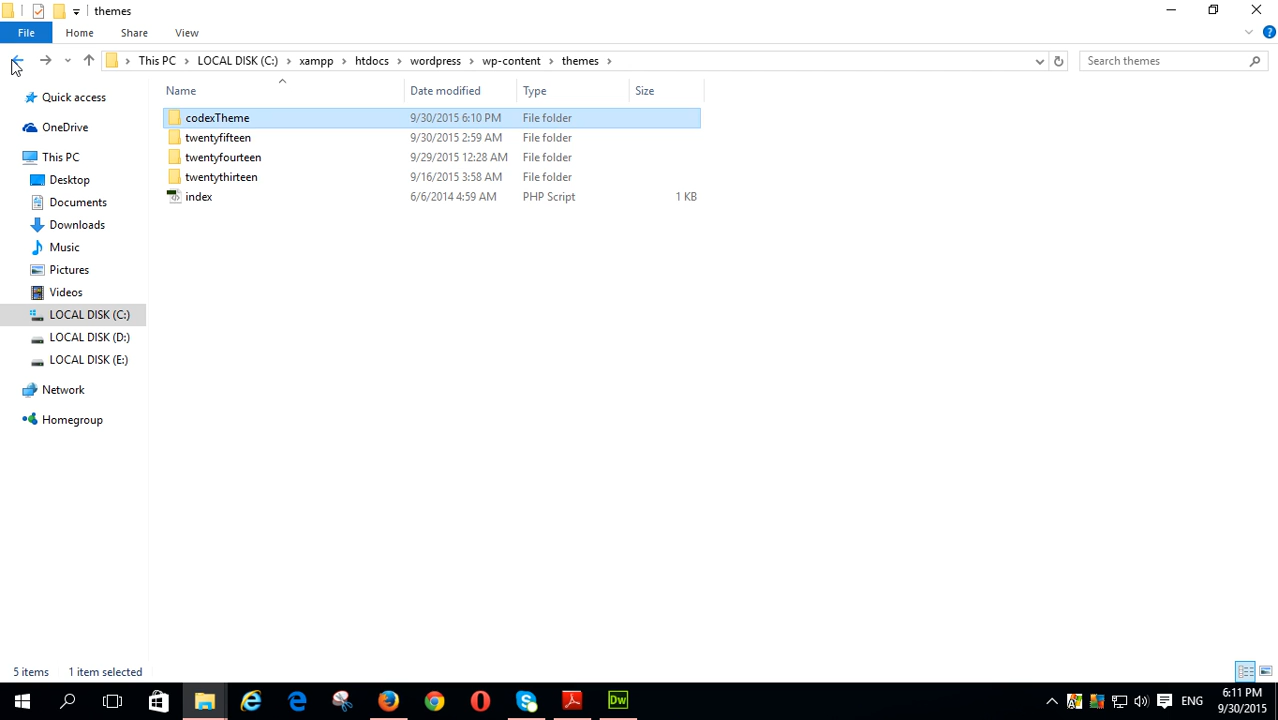 themes
File Home Share View
This PC LOCAL DISK (C:) xampp htdocs wordpress wp-content themes Search themes
Name Date modified Type Size
codexTheme 9/30/2015 6:10 PM File folder
twentyfifteen 9/30/2015 2:59 AM File folder
twentyfourteen 9/29/2015 12:28 AM File folder
twentythirteen 9/16/2015 3:58 AM File folder
index 6/6/2014 4:59 AM PHP Script 1 KB
Quick access
OneDrive
This PC
Desktop
Documents
Downloads
Music
Pictures
Videos
LOCAL DISK (C:)
LOCAL DISK (D:)
LOCAL DISK (E:)
Network
Homegroup
5 items 1 item selected
Dw ENG 6:11 PM
9/30/2015